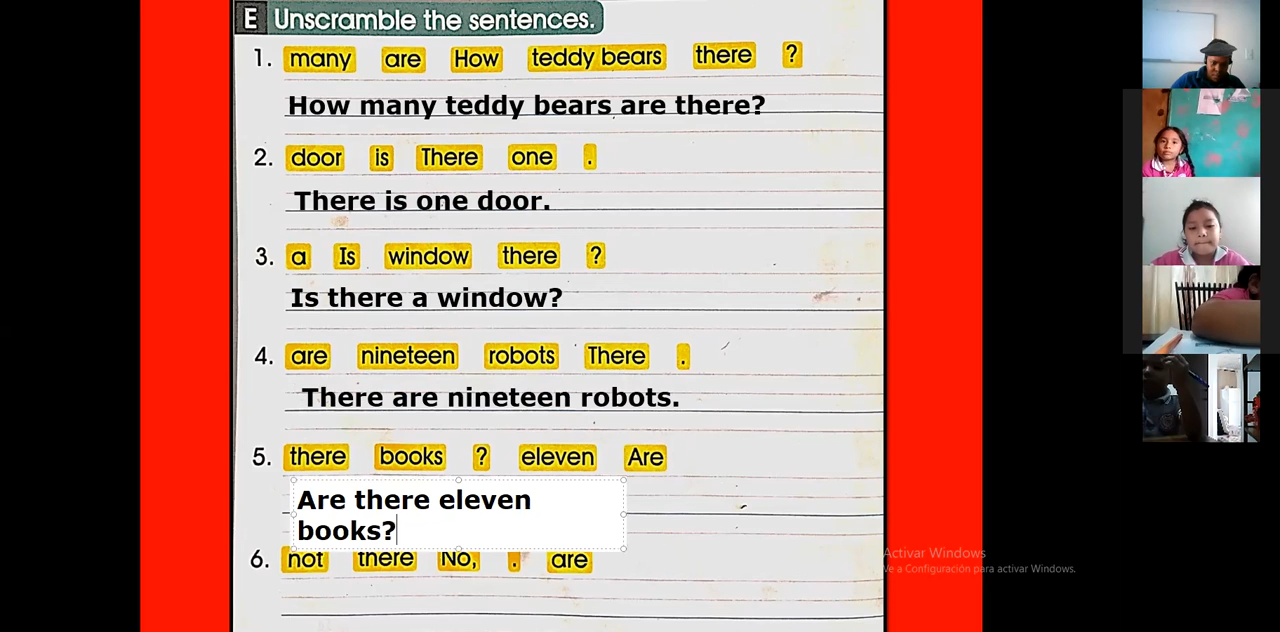 E Unscramble the sentences.
1. many are How teddy bears there ?
How many teddy bears are there?
2. door is There one .
There is one door.
3. a Is window there ?
Is there a window?
4. are nineteen robots There .
There are nineteen robots.
5. there books ? eleven Are
Are there eleven
books?
6. not there No, . are
Activar Windows
Ve a Configuración para activar Windows.